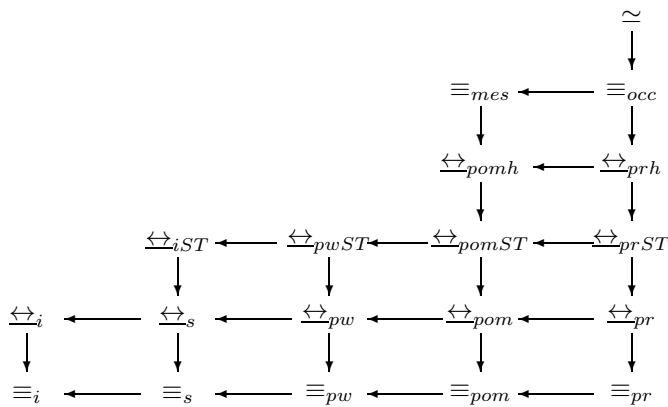 ≃
≡mes ≡occ
↔pomh ↔prh
↔iST ↔pwST ↔pomST ↔prST
↔i ↔s ↔pw ↔pom ↔pr
≡i ≡s ≡pw ≡pom ≡pr